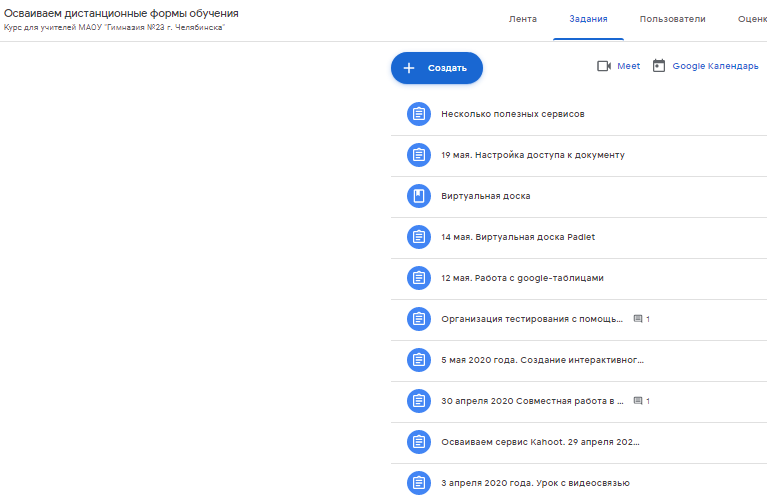 Осваиваем дистанционные формы обучения
Курс для учителей МАОУ "Гимназия №23 г. Челябинска"
Лента Задания Пользователи Оценк
Создать Meet Google Календарь
Несколько полезных сервисов
19 мая. Настройка доступа к документу
Виртуальная доска
14 мая. Виртуальная доска Padlet
12 мая. Работа с google-таблицами
Организация тестирования с помощь... 1
5 мая 2020 года. Создание интерактивног...
30 апреля 2020 Совместная работа в ... 1
Осваиваем сервис Kahoot. 29 апреля 202...
3 апреля 2020 года. Урок с видеосвязью